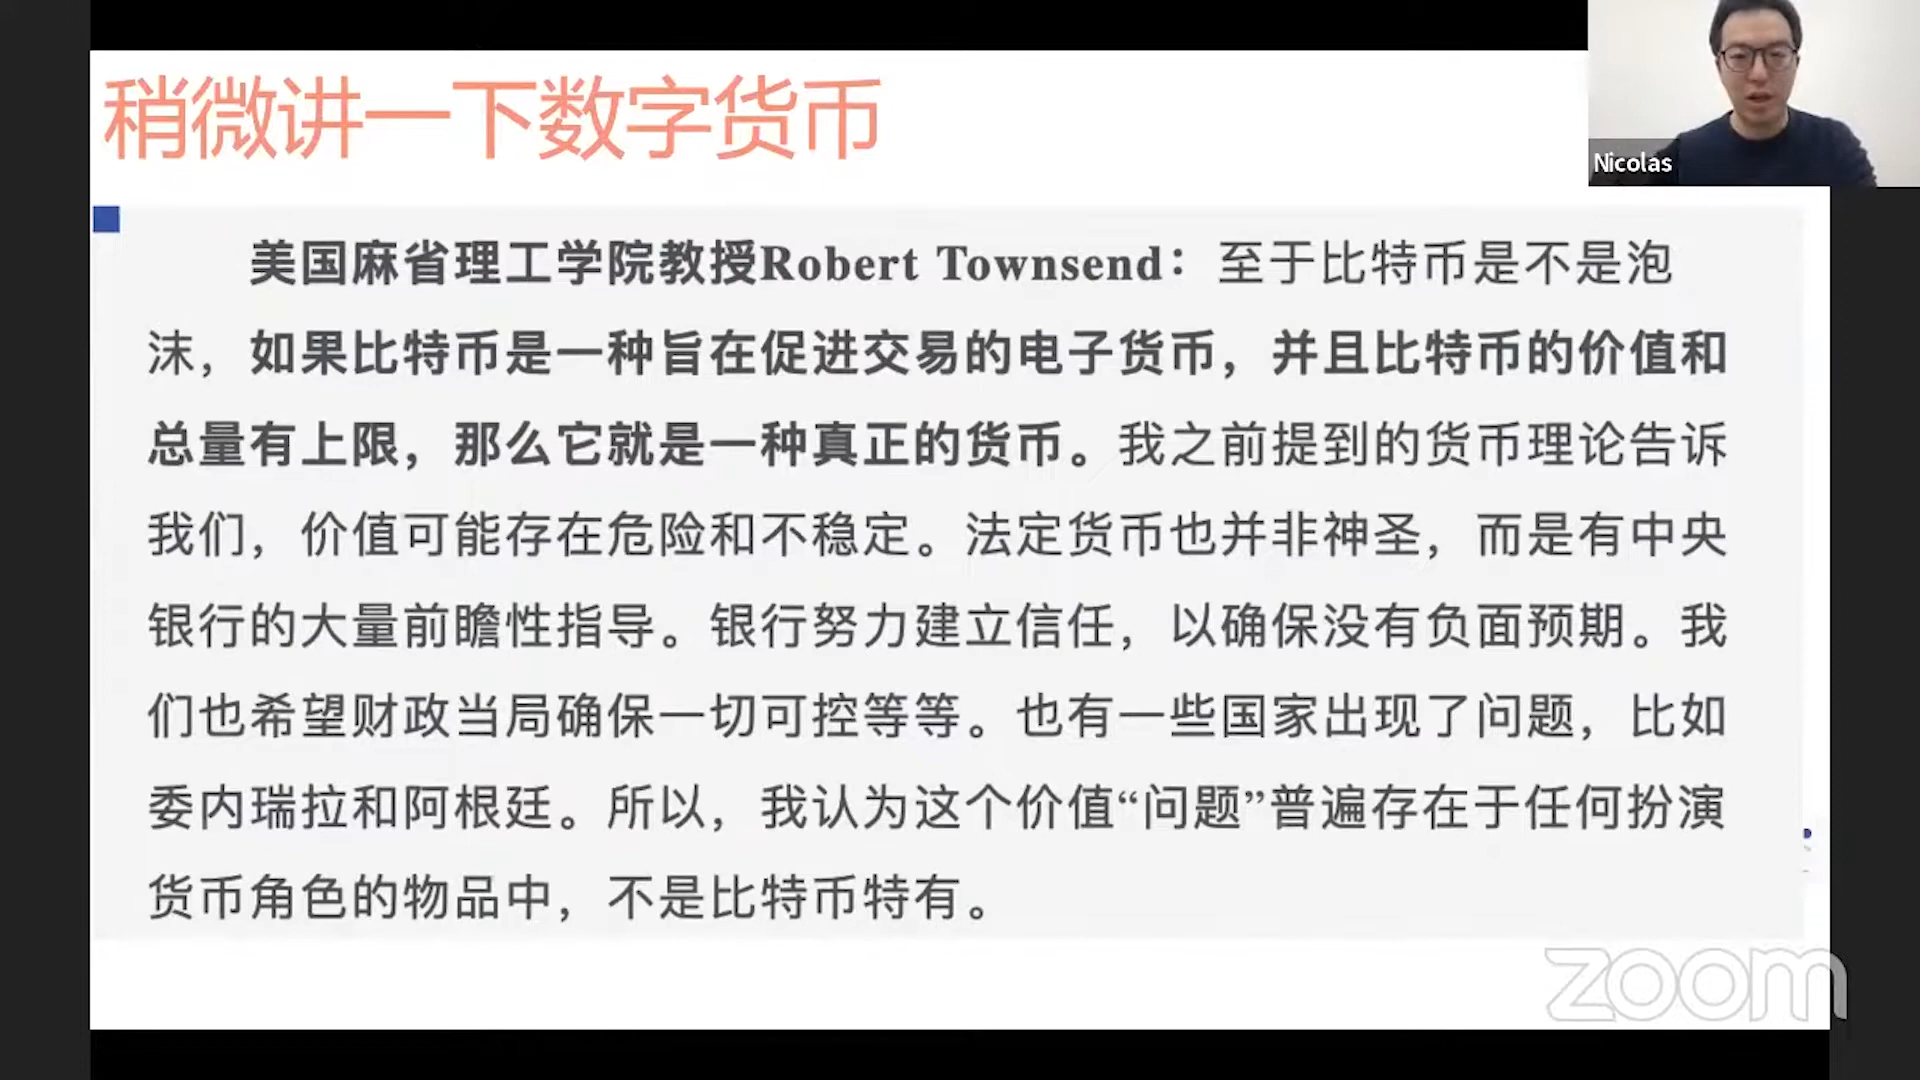 稍微讲一下数字货币
Nicolas
美国麻省理工学院教授Robert Townsend：至于比特币是不是泡
沫，如果比特币是一种旨在促进交易的电子货币，并且比特币的价值和
总量有上限，那么它就是一种真正的货币。我之前提到的货币理论告诉
我们，价值可能存在危险和不稳定。法定货币也并非神圣，而是有中央
银行的大量前瞻性指导。银行努力建立信任，以确保没有负面预期。我
们也希望财政当局确保一切可控等等。也有一些国家出现了问题，比如
委内瑞拉和阿根廷。所以，我认为这个价值“问题”普遍存在于任何扮演
货币角色的物品中，不是比特币特有。
zoom